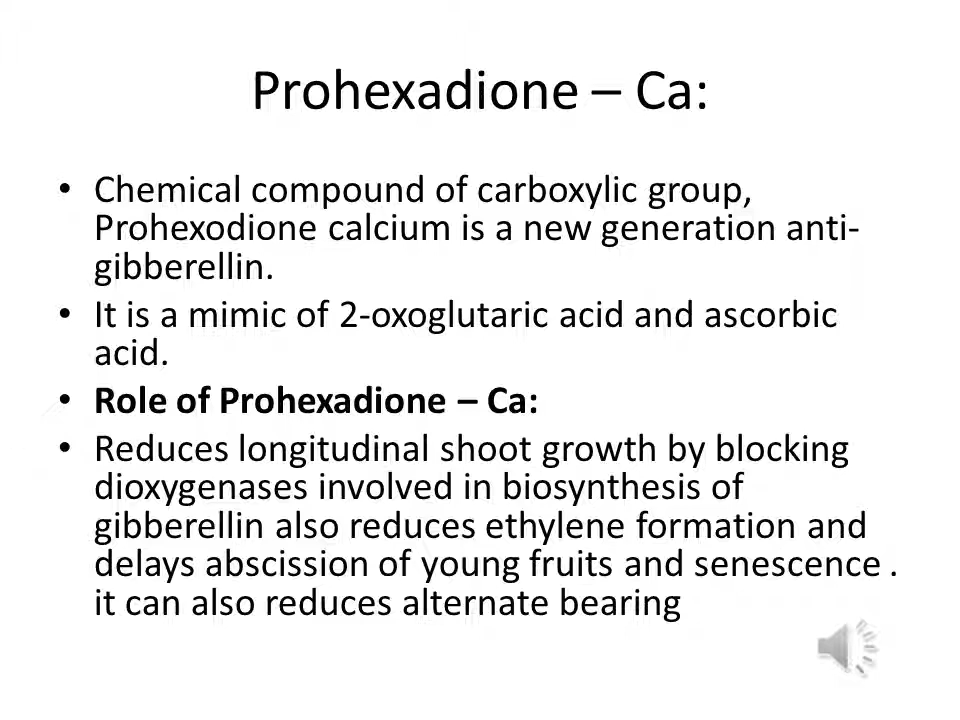 Prohexadione – Ca:
• Chemical compound of carboxylic group,
Prohexodione calcium is a new generation anti-
gibberellin.
• It is a mimic of 2-oxoglutaric acid and ascorbic
acid.
• Role of Prohexadione – Ca:
• Reduces longitudinal shoot growth by blocking
dioxygenases involved in biosynthesis of
gibberellin also reduces ethylene formation and
delays abscission of young fruits and senescence .
it can also reduces alternate bearing